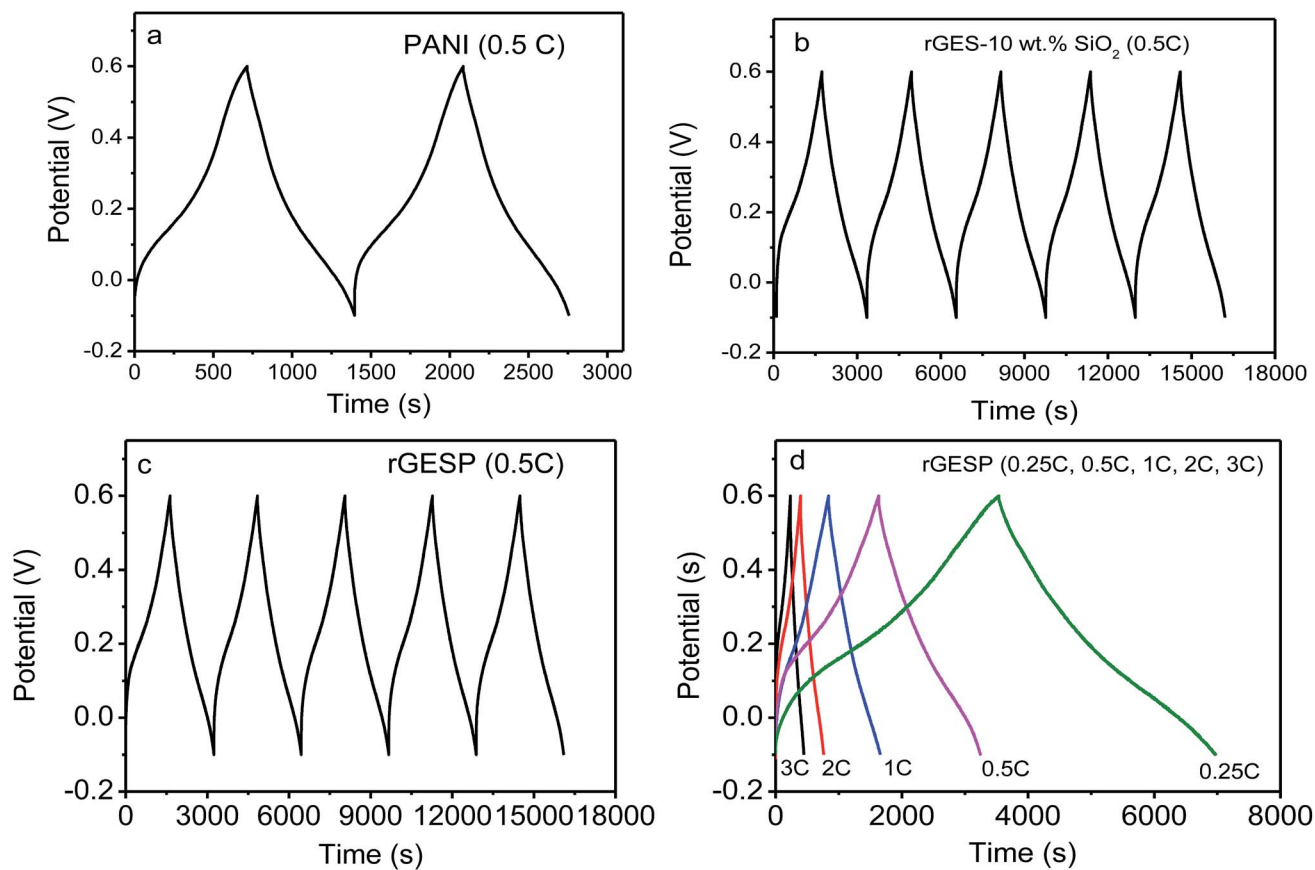 a
PANI (0.5 C)
0.6
0.4
0.2
0.0
-0.2
Potential (V)
0 500 1000 1500 2000 2500 3000
Time (s)
b
rGES-10 wt.% SiO₂ (0.5C)
0.6
0.4
0.2
0.0
-0.2
Potential (V)
0 3000 6000 9000 12000 15000 18000
Time (s)
c
rGESP (0.5C)
0.6
0.4
0.2
0.0
-0.2
Potential (V)
0 3000 6000 9000 12000 15000 18000
Time (s)
d
rGESP (0.25C, 0.5C, 1C, 2C, 3C)
0.6
0.4
0.2
0.0
-0.2
Potential (s)
3C 2C 1C 0.5C 0.25C
0 2000 4000 6000 8000
Time (s)